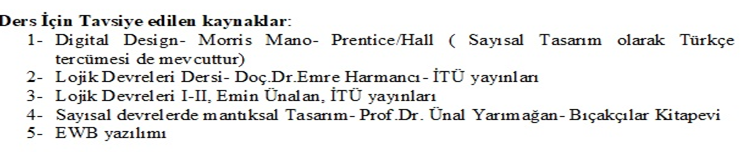 Ders İçin Tavsiye edilen kaynaklar:
1- Digital Design- Morris Mano- Prentice/Hall ( Sayısal Tasarım olarak Türkçe
tercümesi de mevcuttur)
2- Lojik Devreleri Dersi- Doç.Dr.Emre Harmancı- İTÜ yayınları
3- Lojik Devreleri I-II, Emin Ünalan, İTÜ yayınları
4- Sayısal devrelerde mantıksal Tasarım- Prof.Dr. Ünal Yarımağan- Bıçakçılar Kitapevi
5- EWB yazılımı